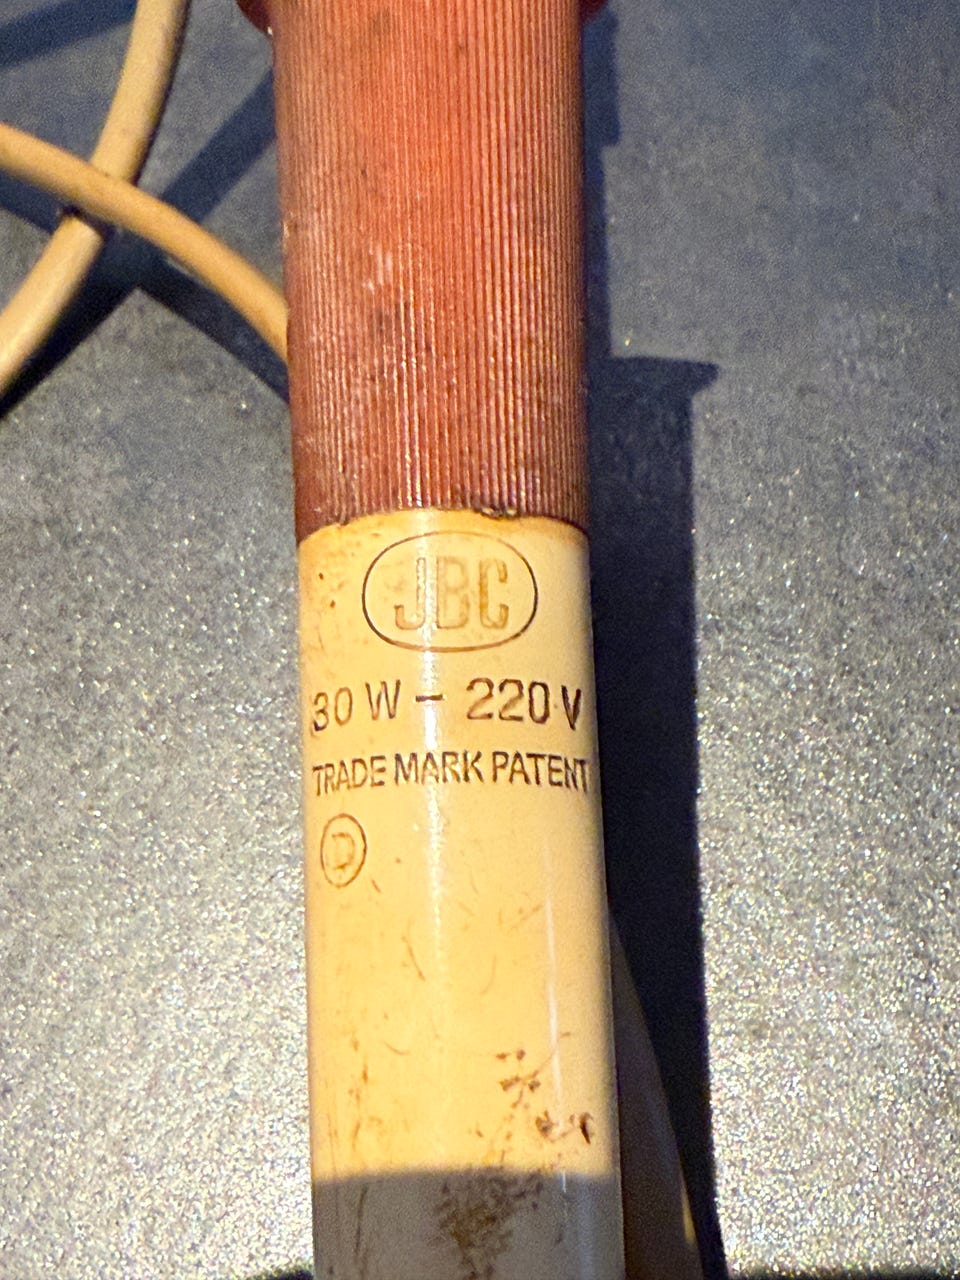 JBC
30 W - 220 V
TRADE MARK PATENT
D